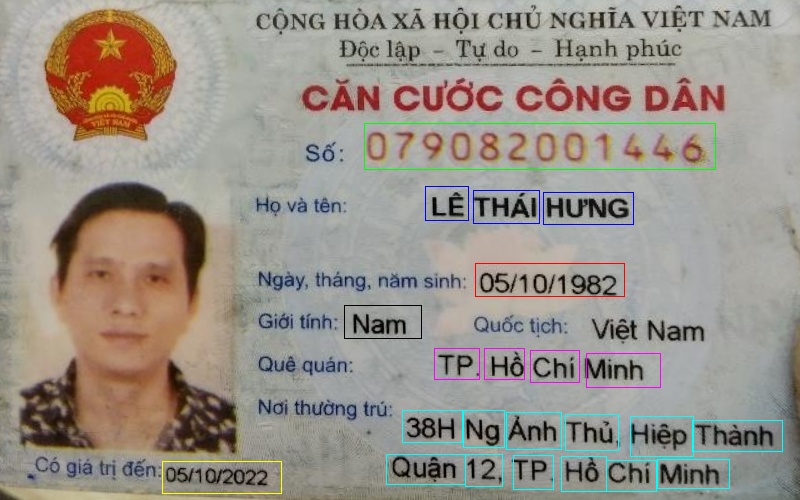 CỘNG HÒA XÃ HỘI CHỦ NGHĨA VIỆT NAM
Độc lập - Tự do - Hạnh phúc
CĂN CƯỚC CÔNG DÂN
VIỆT NAM
Số: 079082001446
Họ và tên: LÊ THÁI HƯNG
Ngày, tháng, năm sinh: 05/10/1982
Giới tính: Nam Quốc tịch: Việt Nam
Quê quán: TP. Hồ Chí Minh
Nơi thường trú: 38H Ng Ảnh Thủ, Hiệp Thành
Quận 12, TP. Hồ Chí Minh
Có giá trị đến: 05/10/2022